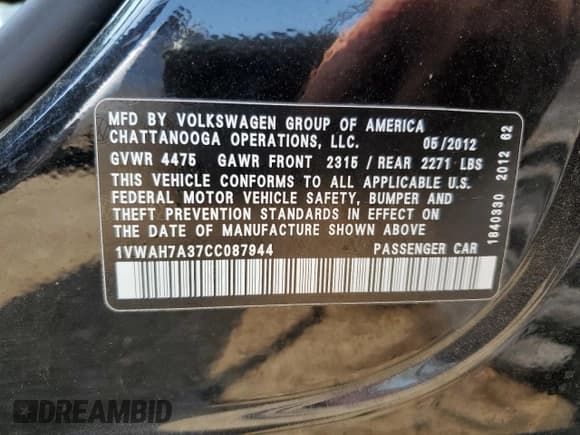 MFD BY VOLKSWAGEN GROUP OF AMERICA
CHATTANOOGA OPERATIONS, LLC. 05/2012
GVWR 4475 GAWR FRONT 2315 / REAR 2271 LBS
THIS VEHICLE CONFORMS TO ALL APPLICABLE U.S.
FEDERAL MOTOR VEHICLE SAFETY, BUMPER AND
THEFT PREVENTION STANDARDS IN EFFECT ON
THE DATE OF MANUFACTURE SHOWN ABOVE
1VWAH7A37CC087944 PASSENGER CAR
1840330 2012 62
DREAMBID